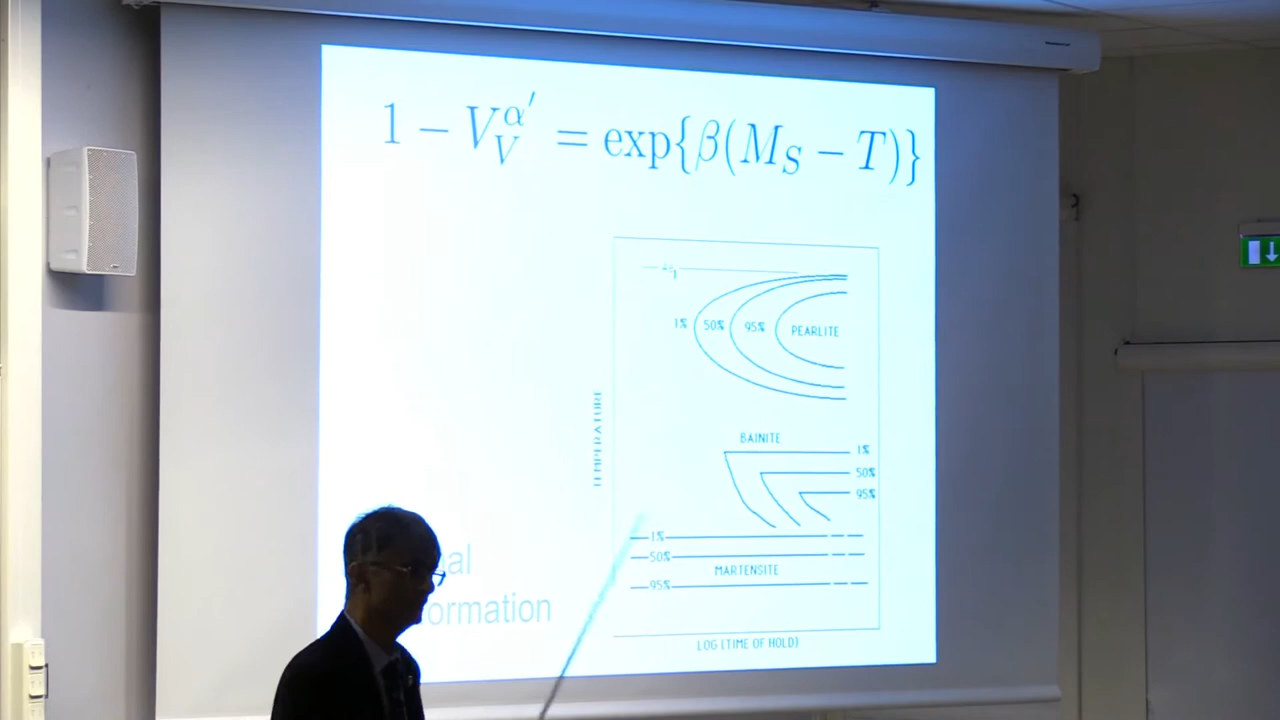 1 − V_V^α′ = exp{β(M_S − T)}
1% 50% 95% PEARLITE
TEMPERATURE
BAINITE
1%
50%
95%
1%
50%
MARTENSITE
95%
ormation
LOG (TIME OF HOLD)